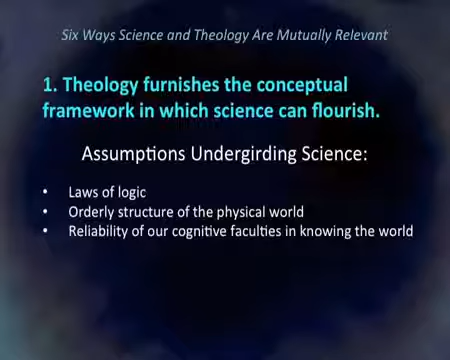 Six Ways Science and Theology Are Mutually Relevant
1. Theology furnishes the conceptual
framework in which science can flourish.
Assumptions Undergirding Science:
• Laws of logic
• Orderly structure of the physical world
• Reliability of our cognitive faculties in knowing the world